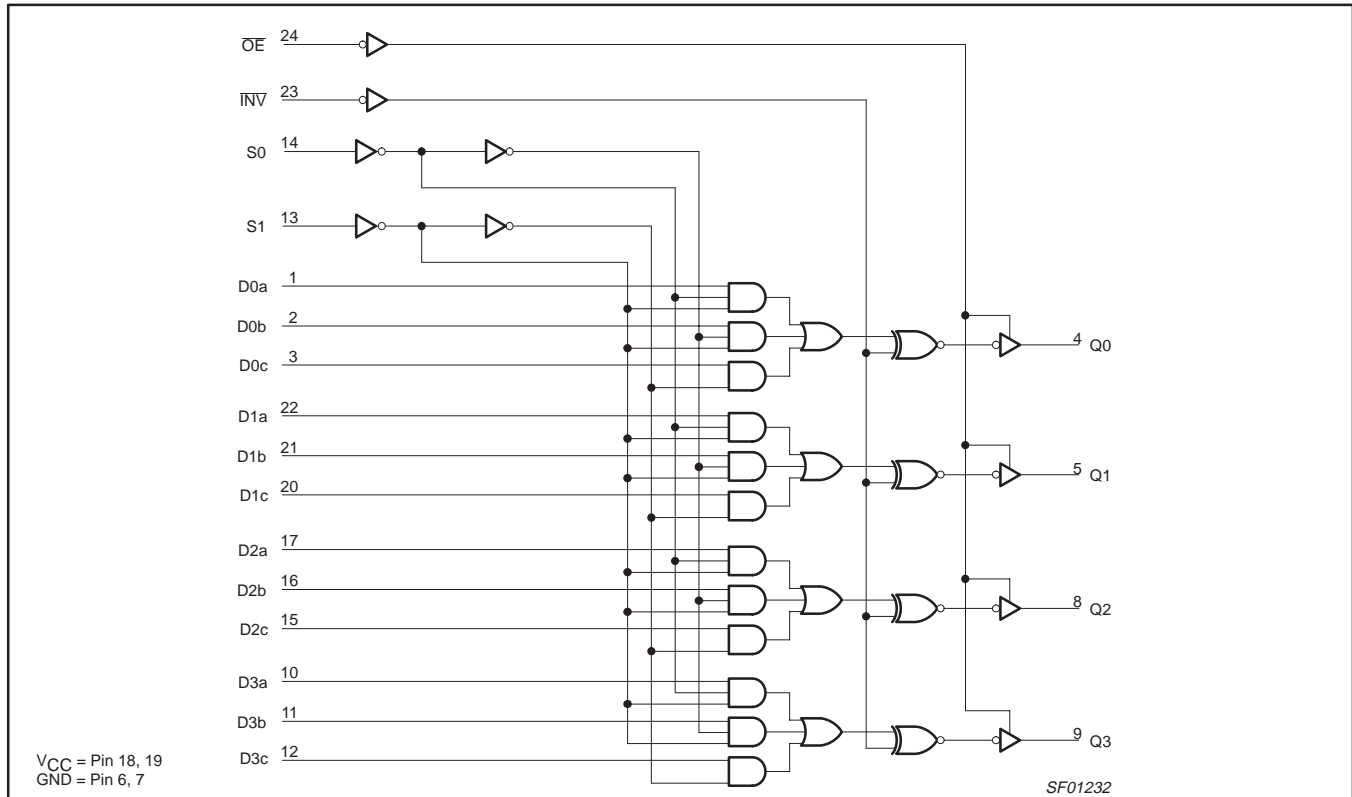 OE 24
INV 23
S0 14
S1 13
D0a 1
D0b 2
D0c 3
4 Q0
D1a 22
D1b 21
D1c 20
5 Q1
D2a 17
D2b 16
D2c 15
8 Q2
D3a 10
D3b 11
D3c 12
9 Q3
VCC = Pin 18, 19
GND = Pin 6, 7
SF01232